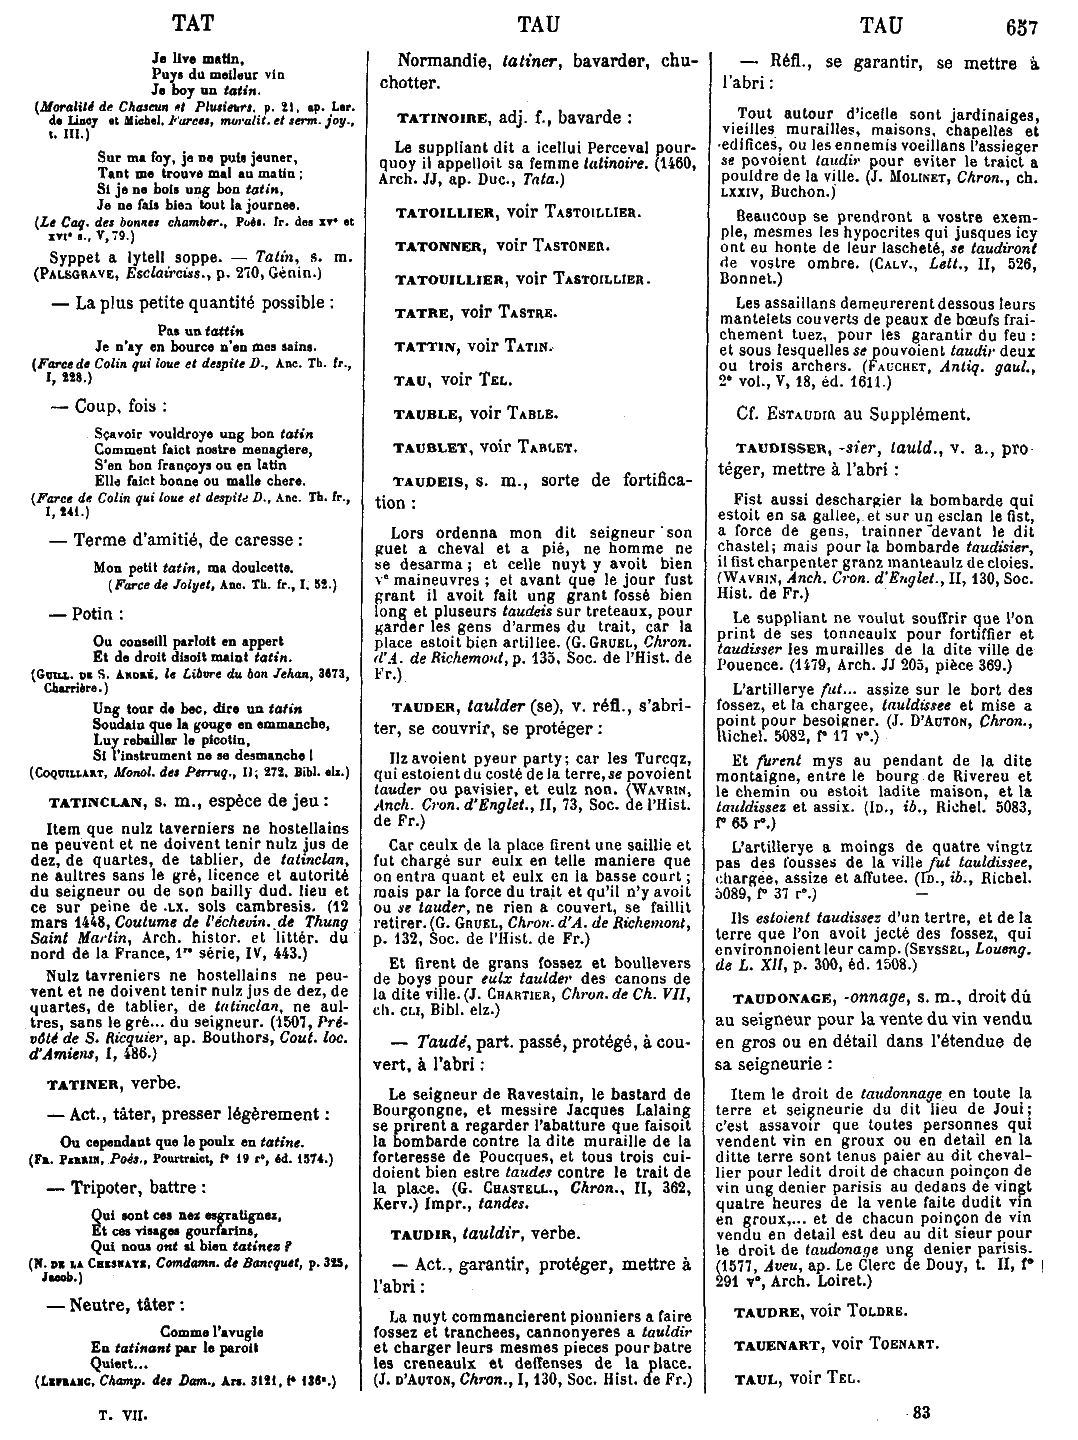 TAT
TAU
TAU
657
Je live matin,
Puys du meileur vin
Je boy un tatin.
(Moralité de Chascun et Plusieurs, p. 21, ap. Ler.
de Lincy et Michel, Farces, moralit. et serm. joy.,
t. III.)
Sur ma foy, je ne puis jeuner,
Tant me trouve mal au matin ;
Si je ne bois ung bon tatin,
Je ne fais bien tout la journee.
(Le Caq. des bonnes chamber., Poés. fr. des xve et
xvie s., V, 79.)
Syppet a lytell soppe. — Tatin, s. m.
(Palsgrave, Esclairciss., p. 270, Génin.)
— La plus petite quantité possible :
Pas un tattin
Je n'ay en bource n'en mes sains.
(Farce de Colin qui loue et despite D., Anc. Th. fr.,
I, 228.)
— Coup, fois :
Sçavoir vouldroye ung bon tatin
Comment faict nostre menagiere,
S'en bon françoys ou en latin
Elle faict bonne ou malle chere.
(Farce de Colin qui loue et despite D., Anc. Th. fr.,
I, 241.)
— Terme d'amitié, de caresse :
Mon petit tatin, ma doulcette.
(Farce de Jolyet, Anc. Th. fr., I, 52.)
— Potin :
Ou conseill parloit en appert
Et de droit disoit maint tatin.
(Guill. de S. André, le Libvre du bon Jehan, 3673,
Charrière.)
Ung tour de bec, dire un tatin
Soudain que la gouge en emmanche,
Luy rebailler le picotin,
Si l'instrument ne se desmanche !
(Coquillart, Monol. des Perruq., II, 272, Bibl. elz.)
TATINCLAN, s. m., espèce de jeu :
Item que nulz taverniers ne hostellains
ne peuvent et ne doivent tenir nulz jus de
dez, de quartes, de tablier, de tatinclan,
ne aultres sans le gré, licence et autorité
du seigneur ou de son bailly dud. lieu et
ce sur peine de .lx. sols cambresis. (12
mars 1448, Coutume de l'échevin. de Thung
Saint Martin, Arch. histor. et littér. du
nord de la France, 1re série, IV, 443.)
Nulz tavreniers ne hostellains ne peu-
vent et ne doivent tenir nulz jus de dez, de
quartes, de tablier, de tatinclan, ne aul-
tres, sans le gré... du seigneur. (1507, Pré-
vôté de S. Ricquier, ap. Bouthors, Cout. loc.
d'Amiens, I, 486.)
TATINER, verbe.
— Act., tâter, presser légèrement :
Ou cependant que le poulx en tatine.
(Fr. Perrin, Poés., Pourtraict, f° 19 r°, éd. 1574.)
— Tripoter, battre :
Qui sont ces nez esgratignez,
Et ces visages gourfarins,
Qui nous ont si bien tatinez ?
(N. de la Chesnaye, Comdamn. de Bancquet, p. 325,
Jacob.)
— Neutre, tâter :
Comme l'avugle
En tatinant par le paroit
Quiert...
(Lefranc, Champ. des Dam., Ars. 3121, f° 136a.)
T. VII.
Normandie, tatiner, bavarder, chu-
chotter.
TATINOIRE, adj. f., bavarde :
Le suppliant dit a icellui Perceval pour-
quoy il appelloit sa femme tatinoire. (1460,
Arch. JJ, ap. Duc., Tata.)
TATOILLIER, voir Tastoillier.
TATONNER, voir Tastoner.
TATOUILLIER, voir Tastoillier.
TATRE, voir Tastre.
TATTIN, voir Tatin.
TAU, voir Tel.
TAUBLE, voir Table.
TAUBLET, voir Tablet.
TAUDEIS, s. m., sorte de fortifica-
tion :
Lors ordenna mon dit seigneur son
guet a cheval et a pié, ne homme ne
se desarma ; et celle nuyt y avoit bien
ve maineuvres ; et avant que le jour fust
grant il avoit fait ung grant fossé bien
long et pluseurs taudeis sur treteaux, pour
garder les gens d'armes du trait, car la
place estoit bien artillee. (G. Gruel, Chron.
d'A. de Richemont, p. 135, Soc. de l'Hist. de
Fr.)
TAUDER, taulder (se), v. réfl., s'abri-
ter, se couvrir, se protéger :
Ilz avoient pyeur party; car les Turcqz,
qui estoient du costé de la terre, se povoient
tauder ou pavisier, et eulz non. (Wavrin,
Anch. Cron. d'Englet., II, 73, Soc. de l'Hist.
de Fr.)
Car ceulx de la place firent une saillie et
fut chargé sur eulx en telle maniere que
on entra quant et eulx en la basse court ;
mais par la force du trait et qu'il n'y avoit
ou se tauder, ne rien a couvert, se faillit
retirer. (G. Gruel, Chron. d'A. de Richemont,
p. 132, Soc. de l'Hist. de Fr.)
Et firent de grans fossez et boullevers
de boys pour eulx taulder des canons de
la dite ville. (J. Chartier, Chron. de Ch. VII,
ch. cli, Bibl. elz.)
— Taudé, part. passé, protégé, à cou-
vert, à l'abri :
Le seigneur de Ravestain, le bastard de
Bourgongne, et messire Jacques Lalaing
se prirent a regarder l'abatture que faisoit
la bombarde contre la dite muraille de la
forteresse de Poucques, et tous trois cui-
doient bien estre taudes contre le trait de
la place. (G. Chastell., Chron., II, 362,
Kerv.) Impr., tandes.
TAUDIR, tauldir, verbe.
— Act., garantir, protéger, mettre à
l'abri :
La nuyt commancierent pionniers a faire
fossez et tranchees, cannonyeres a tauldir
et charger leurs mesmes pieces pour batre
les creneaulx et deffenses de la place.
(J. d'Auton, Chron., I, 130, Soc. Hist. de Fr.)
— Réfl., se garantir, se mettre à
l'abri :
Tout autour d'icelle sont jardinaiges,
vieilles murailles, maisons, chapelles et
edifices, ou les ennemis voeillans l'assieger
se povoient taudir pour eviter le traict a
pouldre de la ville. (J. Molinet, Chron., ch.
lxxiv, Buchon.)
Beaucoup se prendront a vostre exem-
ple, mesmes les hypocrites qui jusques icy
ont eu honte de leur lascheté, se taudiront
de vostre ombre. (Calv., Lett., II, 526,
Bonnet.)
Les assaillans demeurerent dessous leurs
mantelets couverts de peaux de bœufs frai-
chement tuez, pour les garantir du feu :
et sous lesquelles se pouvoient taudir deux
ou trois archers. (Fauchet, Antiq. gaul.,
2e vol., V, 18, éd. 1611.)
Cf. Estaudir au Supplément.
TAUDISSER, -sier, tauld., v. a., pro-
téger, mettre à l'abri :
Fist aussi deschargier la bombarde qui
estoit en sa gallee, et sur un esclan le fist,
a force de gens, trainner devant le dit
chastel; mais pour la bombarde taudisier,
il fist charpenter granz manteaulz de cloies.
(Wavrin, Anch. Cron. d'Englet., II, 130, Soc.
Hist. de Fr.)
Le suppliant ne voulut souffrir que l'on
print de ses tonneaulx pour fortiffier et
taudisser les murailles de la dite ville de
Pouence. (1479, Arch. JJ 205, pièce 369.)
L'artillerye fut... assize sur le bort des
fossez, et la chargee, tauldissee et mise a
point pour besoigner. (J. D'Auton, Chron.,
Richel. 5082, f° 17 v°.)
Et furent mys au pendant de la dite
montaigne, entre le bourg de Rivereu et
le chemin ou estoit ladite maison, et la
tauldissez et assix. (Id., ib., Richel. 5083,
f° 65 r°.)
L'artillerye a moings de quatre vingtz
pas des fousses de la ville fut tauldissee,
chargée, assize et affutee. (Id., ib., Richel.
5089, f° 37 r°.)
Ils estoient taudissez d'un tertre, et de la
terre que l'on avoit jecté des fossez, qui
environnoient leur camp. (Seyssel, Loueng.
de L. XII, p. 300, éd. 1508.)
TAUDONAGE, -onnage, s. m., droit dû
au seigneur pour la vente du vin vendu
en gros ou en détail dans l'étendue de
sa seigneurie :
Item le droit de taudonnage en toute la
terre et seigneurie du dit lieu de Joui;
c'est assavoir que toutes personnes qui
vendent vin en groux ou en detail en la
ditte terre sont tenus paier au dit cheval-
lier pour ledit droit de chacun poinçon de
vin ung denier parisis au dedans de vingt
quatre heures de la vente faite dudit vin
en groux,... et de chacun poinçon de vin
vendu en detail est deu au dit sieur pour
le droit de taudonage ung denier parisis.
(1577, Aveu, ap. Le Clerc de Douy, t. II, f°
291 v°, Arch. Loiret.)
TAUDRE, voir Toldre.
TAUENART, voir Toenart.
TAUL, voir Tel.
83